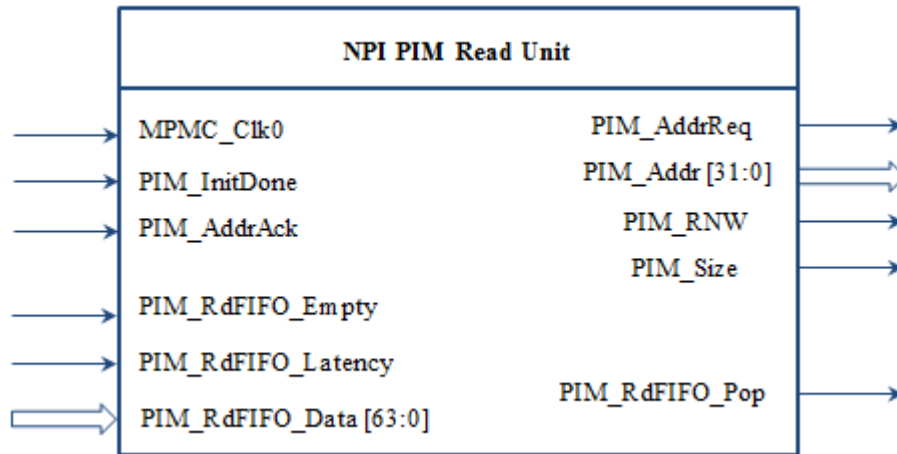 NPI PIM Read Unit
MPMC_Clk0
PIM_InitDone
PIM_AddrAck
PIM_RdFIFO_Empty
PIM_RdFIFO_Latency
PIM_RdFIFO_Data [63:0]
PIM_AddrReq
PIM_Addr [31:0]
PIM_RNW
PIM_Size
PIM_RdFIFO_Pop